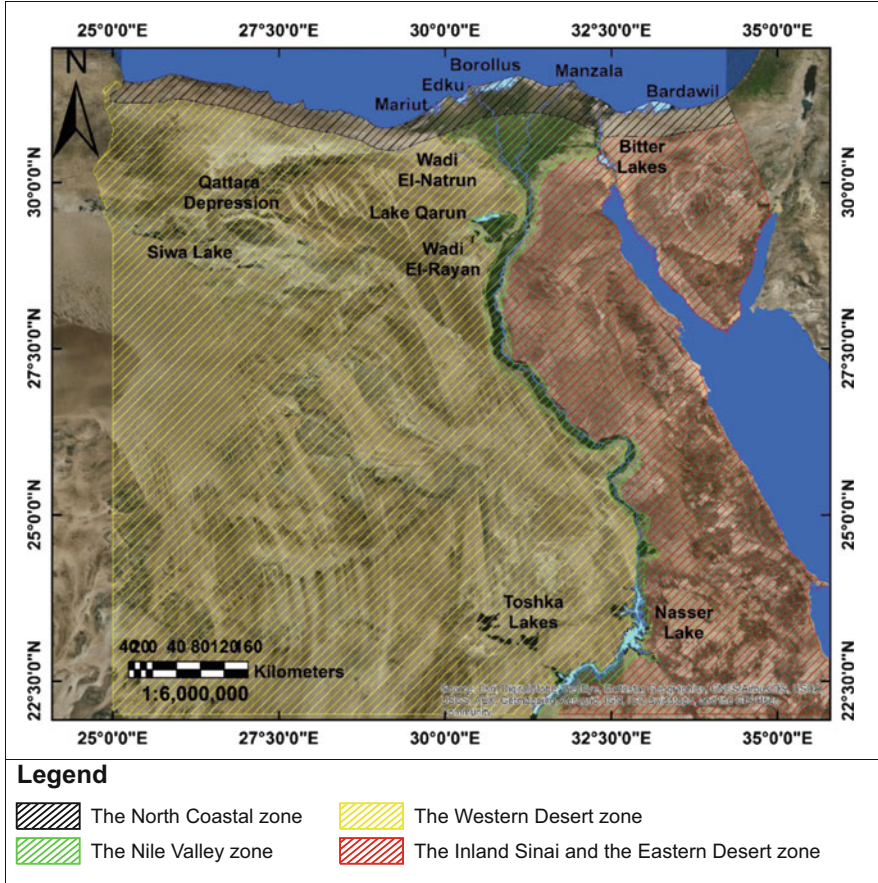 25°0'0"E 27°30'0"E 30°0'0"E 32°30'0"E 35°0'0"E
N
Borollus
Edku
Manzala
Mariut
Bardawil
Bitter
Lakes
Wadi
El-Natrun
30°0'0"N
30°0'0"N
Qattara
Depression
Lake Qarun
Siwa Lake
Wadi
El-Rayan
27°30'0"N
27°30'0"N
25°0'0"N
25°0'0"N
Toshka
Lakes
Nasser
Lake
40 20 0 40 80 120 160
Kilometers
1:6,000,000
22°30'0"N
22°30'0"N
25°0'0"E 27°30'0"E 30°0'0"E 32°30'0"E 35°0'0"E
Legend
The North Coastal zone
The Western Desert zone
The Nile Valley zone
The Inland Sinai and the Eastern Desert zone